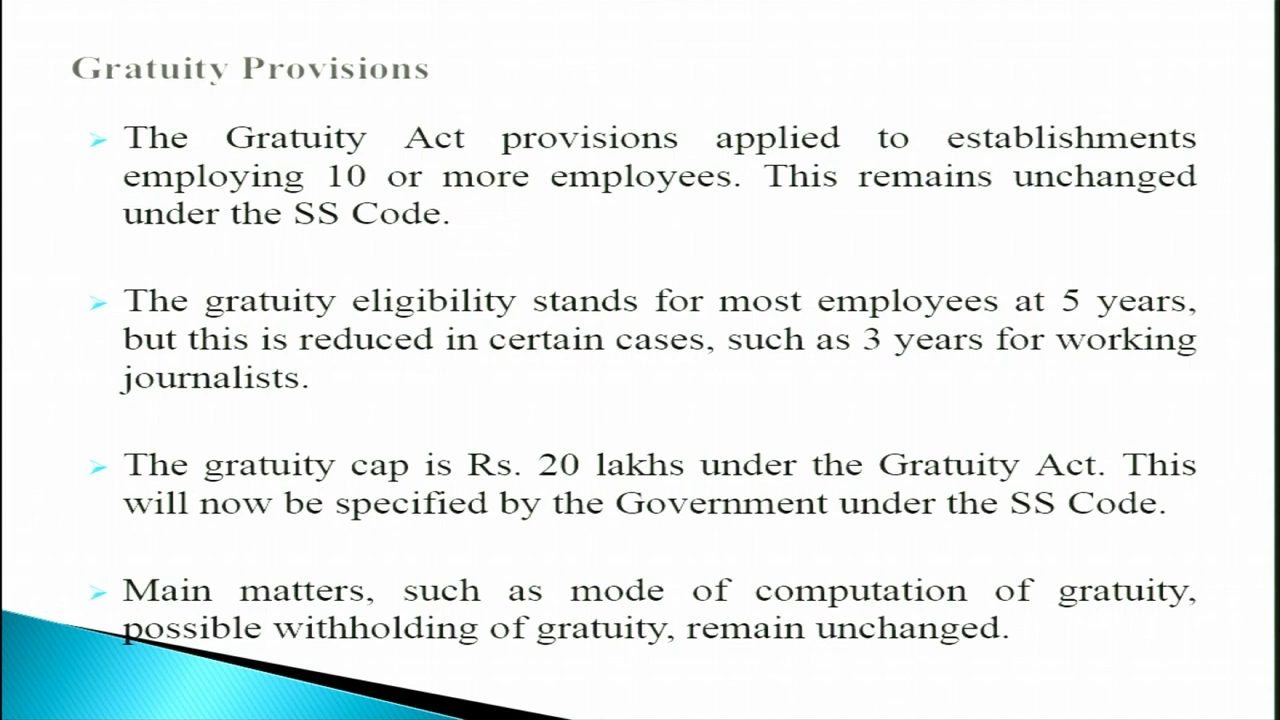 Gratuity Provisions
The Gratuity Act provisions applied to establishments
employing 10 or more employees. This remains unchanged
under the SS Code.
The gratuity eligibility stands for most employees at 5 years,
but this is reduced in certain cases, such as 3 years for working
journalists.
The gratuity cap is Rs. 20 lakhs under the Gratuity Act. This
will now be specified by the Government under the SS Code.
Main matters, such as mode of computation of gratuity,
possible withholding of gratuity, remain unchanged.